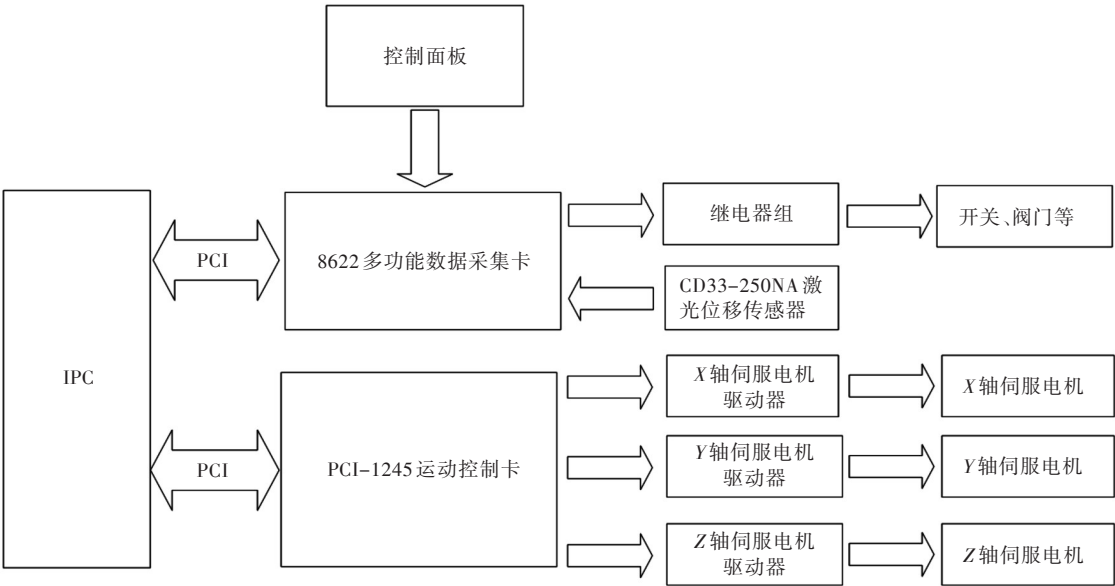 控制面板
继电器组
开关、阀门等
PCI
8622多功能数据采集卡
CD33-250NA激
光位移传感器
IPC
X轴伺服电机
驱动器
X轴伺服电机
PCI
PCI-1245运动控制卡
Y轴伺服电机
驱动器
Y轴伺服电机
Z轴伺服电机
驱动器
Z轴伺服电机